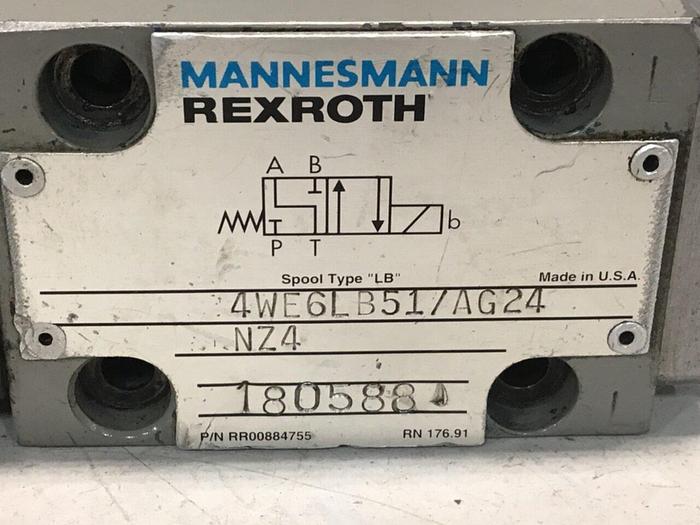 MANNESMANN
REXROTH
A B
b
P T
Spool Type "LB"
Made in U.S.A.
4WE6LB51/AG24
NZ4
180588
P/N RR00884755
RN 176.91